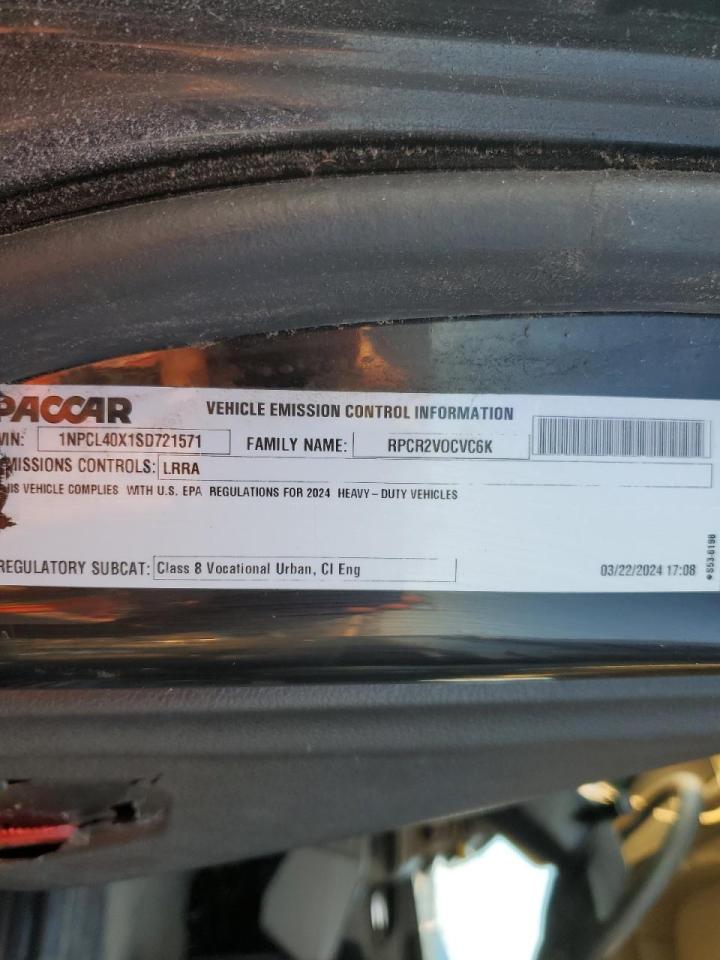 PACCAR VEHICLE EMISSION CONTROL INFORMATION
VIN: 1NPCL40X1SD721571 FAMILY NAME: RPCR2VOCVC6K
MISSIONS CONTROLS: LRRA
IS VEHICLE COMPLIES WITH U.S. EPA REGULATIONS FOR 2024 HEAVY-DUTY VEHICLES
REGULATORY SUBCAT: Class 8 Vocational Urban, CI Eng 03/22/2024 17:08